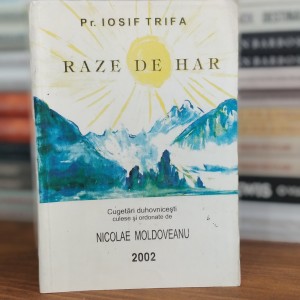 Pr. IOSIF TRIFA
RAZE DE HAR
Cugetări duhovnicești
culese și ordonate de
NICOLAE MOLDOVEANU
2002